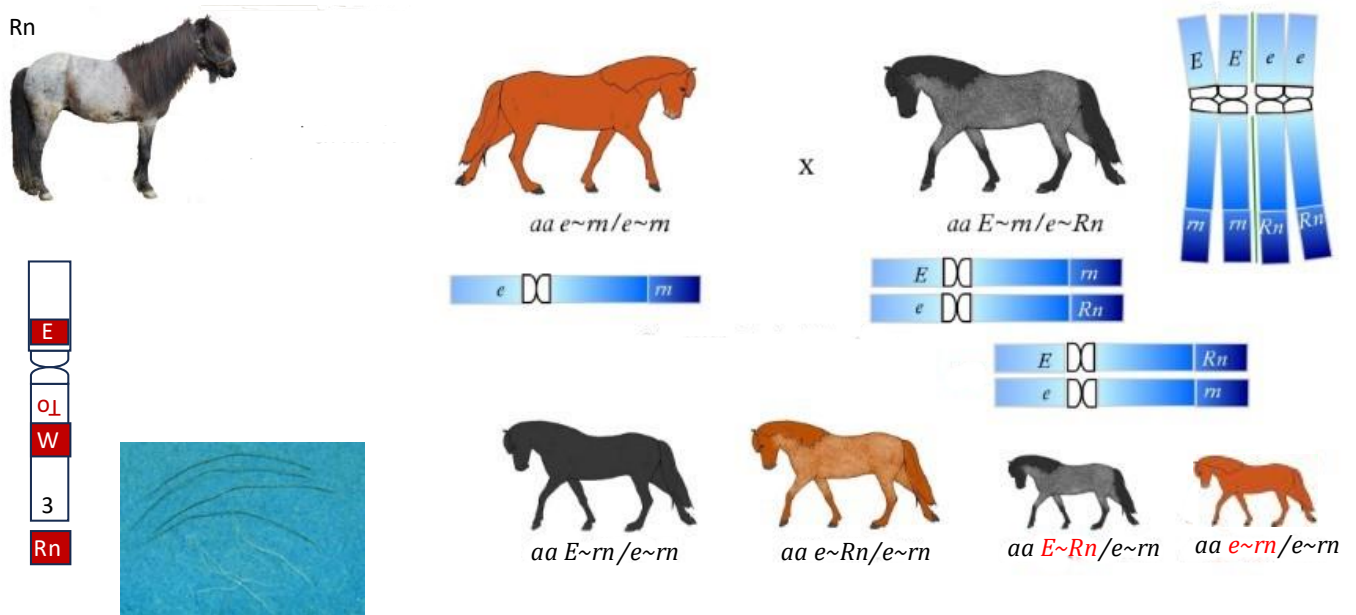 Rn
E E e e
rn rn Rn Rn
X
aa e~rn/e~rn
aa E~rn/e~Rn
e rn
E rn
e Rn
E Rn
e rn
E
To
W
3
Rn
aa E~rn/e~rn
aa e~Rn/e~rn
aa E~Rn/e~rn
aa e~rn/e~rn